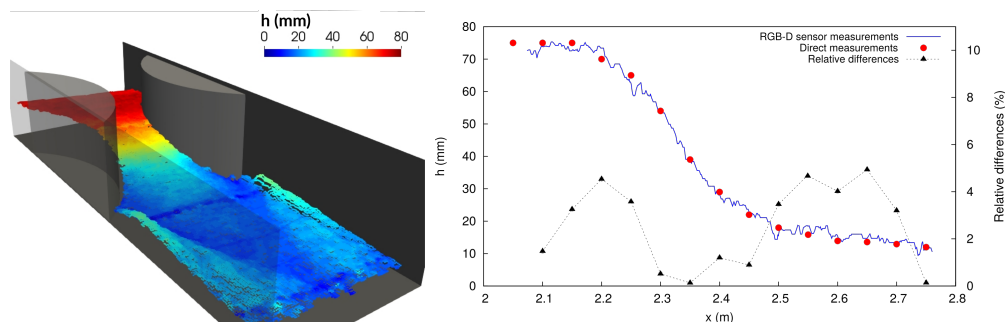 h (mm)
0 20 40 60 80
RGB-D sensor measurements
Direct measurements
Relative differences
80
70
60
50
40
30
20
10
0
h (mm)
10
8
6
4
2
0
Relative differences (%)
2 2.1 2.2 2.3 2.4 2.5 2.6 2.7 2.8
x (m)